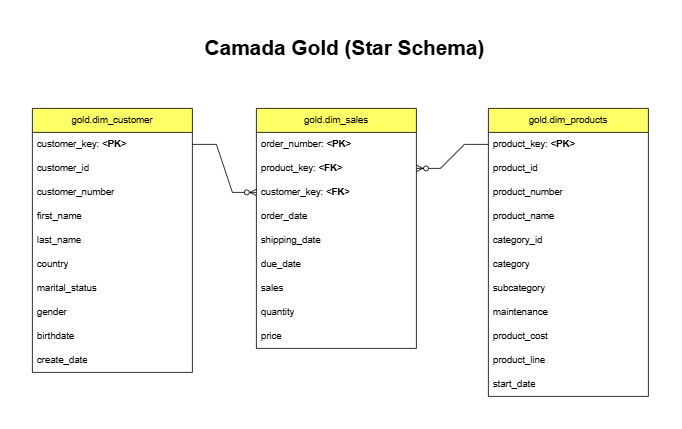 Camada Gold (Star Schema)
gold.dim_customer
customer_key: <PK>
customer_id
customer_number
first_name
last_name
country
marital_status
gender
birthdate
create_date
gold.dim_sales
order_number: <PK>
product_key: <FK>
customer_key: <FK>
order_date
shipping_date
due_date
sales
quantity
price
gold.dim_products
product_key: <PK>
product_id
product_number
product_name
category_id
category
subcategory
maintenance
product_cost
product_line
start_date